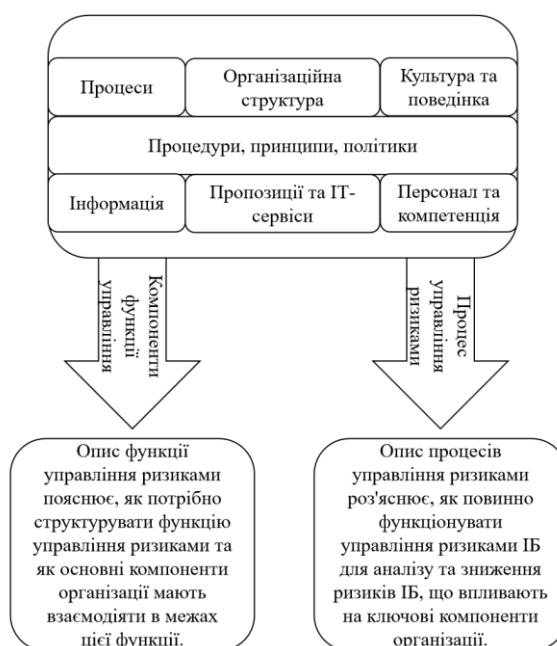 Процеси
Організаційна
структура
Культура та
поведінка
Процедури, принципи, політики
Інформація
Пропозиції та ІТ-
сервіси
Персонал та
компетенція
Компоненти
функції
управління
Процес
управління
ризиками
Опис функції
управління ризиками
пояснює, як потрібно
структурувати функцію
управління ризиками та
як основні компоненти
організації мають
взаємодіяти в межах
цієї функції.
Опис процесів
управління ризиками
роз'яснює, як повинно
функціонувати
управління ризиками ІБ
для аналізу та зниження
ризиків ІБ, що впливають
на ключові компоненти
організації.